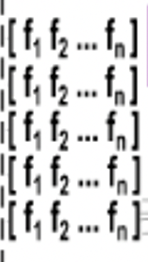 [ f₁ f₂ ... fₙ ]
[ f₁ f₂ ... fₙ ]
[ f₁ f₂ ... fₙ ]
[ f₁ f₂ ... fₙ ]
[ f₁ f₂ ... fₙ ]